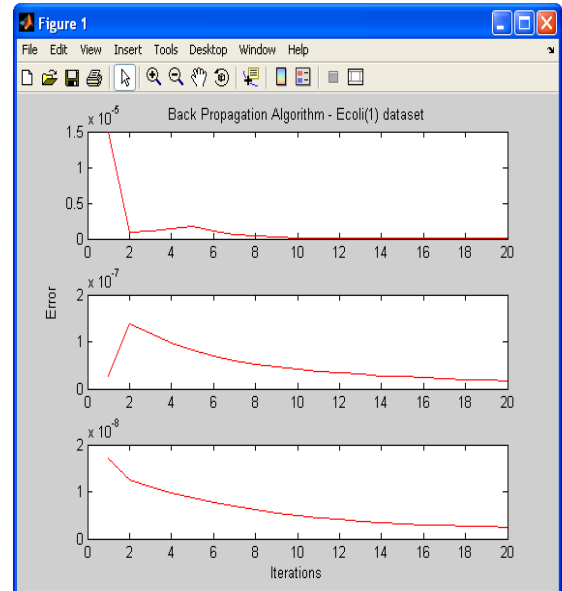 Figure 1
File Edit View Insert Tools Desktop Window Help
Back Propagation Algorithm - Ecoli(1) dataset
x 10^-5
1.5
1
0.5
0
0 2 4 6 8 10 12 14 16 18 20
x 10^-7
2
1
0
0 2 4 6 8 10 12 14 16 18 20
Error
x 10^-8
2
1
0
0 2 4 6 8 10 12 14 16 18 20
Iterations